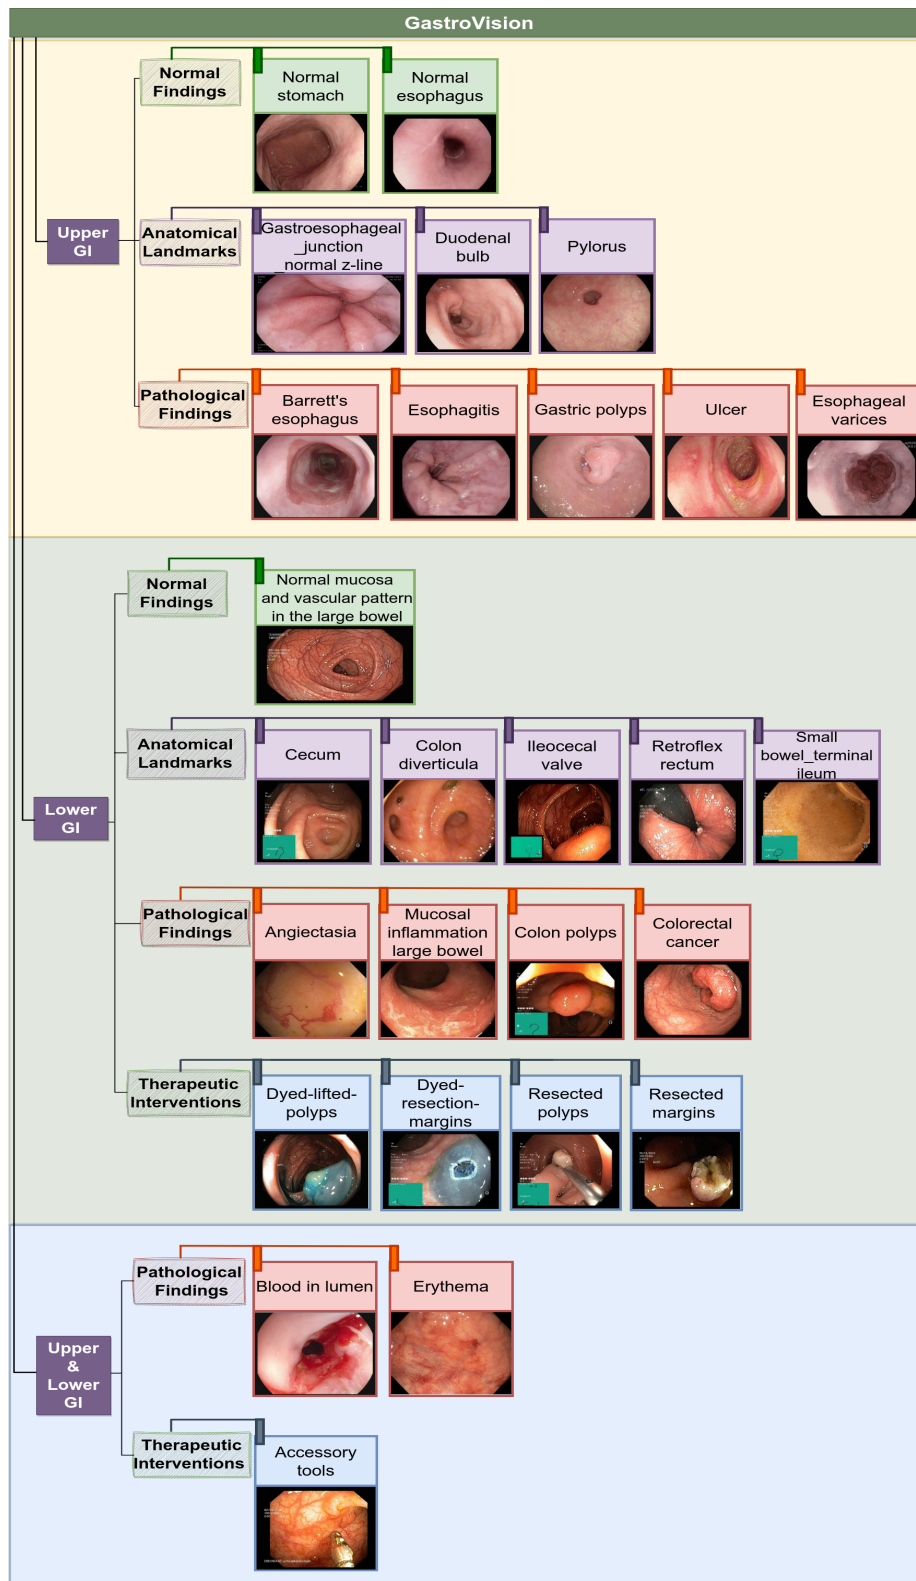 GastroVision
Normal
Findings
Normal
stomach
Normal
esophagus
Upper
GI
Anatomical
Landmarks
Gastroesophageal
_junction
_normal z-line
Duodenal
bulb
Pylorus
Pathological
Findings
Barrett's
esophagus
Esophagitis
Gastric polyps
Ulcer
Esophageal
varices
Normal
Findings
Normal mucosa
and vascular pattern
in the large bowel
Lower
GI
Anatomical
Landmarks
Cecum
Colon
diverticula
Ileocecal
valve
Retroflex
rectum
Small
bowel_terminal
ileum
Pathological
Findings
Angiectasia
Mucosal
inflammation
large bowel
Colon polyps
Colorectal
cancer
Therapeutic
Interventions
Dyed-lifted-
polyps
Dyed-
resection-
margins
Resected
polyps
Resected
margins
Upper
&
Lower
GI
Pathological
Findings
Blood in lumen
Erythema
Therapeutic
Interventions
Accessory
tools